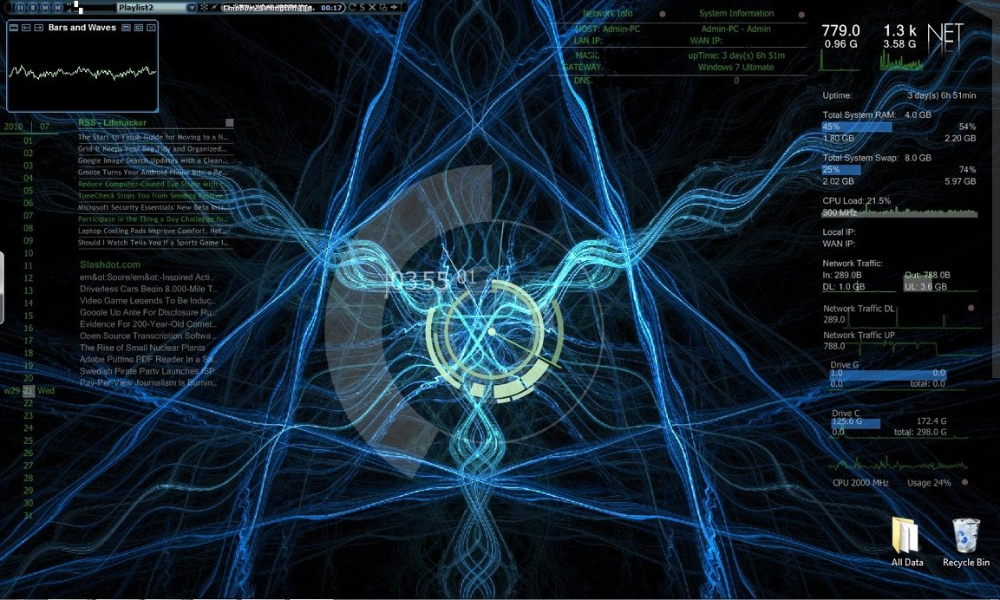 Playlist2
00:17
Bars and Waves
Network Info
System Information
HOST: Admin-PC
Admin-PC - Admin
LAN IP:
WAN IP:
MASK.
upTime: 3 day(s) 6h 51m
GATEWAY.
Windows 7 Ultimate
DNS.
0
779.0
1.3 k
NET
0.96 G
3.58 G
2010 07
01
02
03
04
05
06
07
08
09
10
11
12
13
14
15
16
17
18
19
20
w29 21 Wed
22
23
24
25
26
27
28
29
30
31
RSS - Lifehacker
The Start-to-Finish Guide for Moving to a N...
Grid-It Keeps Your Bag Tidy and Organized...
Google Image Search Updates with a Clean...
Gmote Turns Your Android Phone Into a Re...
Reduce Computer-Caused Eye Strain with
ToneCheck Stops You from Sending
Microsoft Security Essentials' New Beta
Participate in the Thing a Day Challenge
Laptop Cooling Pads Improve Comfort, Not...
Should I Watch Tells You if a Sports Game I...
Slashdot.com
em&gt;Spore/em&gt;-Inspired Acti...
Driverless Cars Begin 8,000-Mile T...
Video Game Legends To Be Induc...
Google Up Ante For Disclosure Ru...
Evidence For 200-Year-Old Comet...
Open Source Transcription Softwa...
The Rise of Small Nuclear Plants
Adobe Putting PDF Reader In a Sa...
Swedish Pirate Party Launches ISP
Pay-Per-View Journalism Is Burnin...
03 55 01
Uptime: 3 day(s) 6h 51min
Total System RAM: 4.0 GB
45% 54%
1.80 GB 2.20 GB
Total System Swap: 8.0 GB
25% 74%
2.02 GB 5.97 GB
CPU Load: 21.5%
500 MHz
Local IP:
WAN IP:
Network Traffic:
In: 289.0B Out: 788.0B
DL: 1.0 GB UL: 3.6 GB
Network Traffic DL
289.0
Network Traffic UP
788.0
Drive G
1.0 0.0
0.0 total: 0.0
Drive C
125.6 G 172.4 G
0.0 total: 298.0 G
CPU 2000 MHz Usage 24%
All Data
Recycle Bin